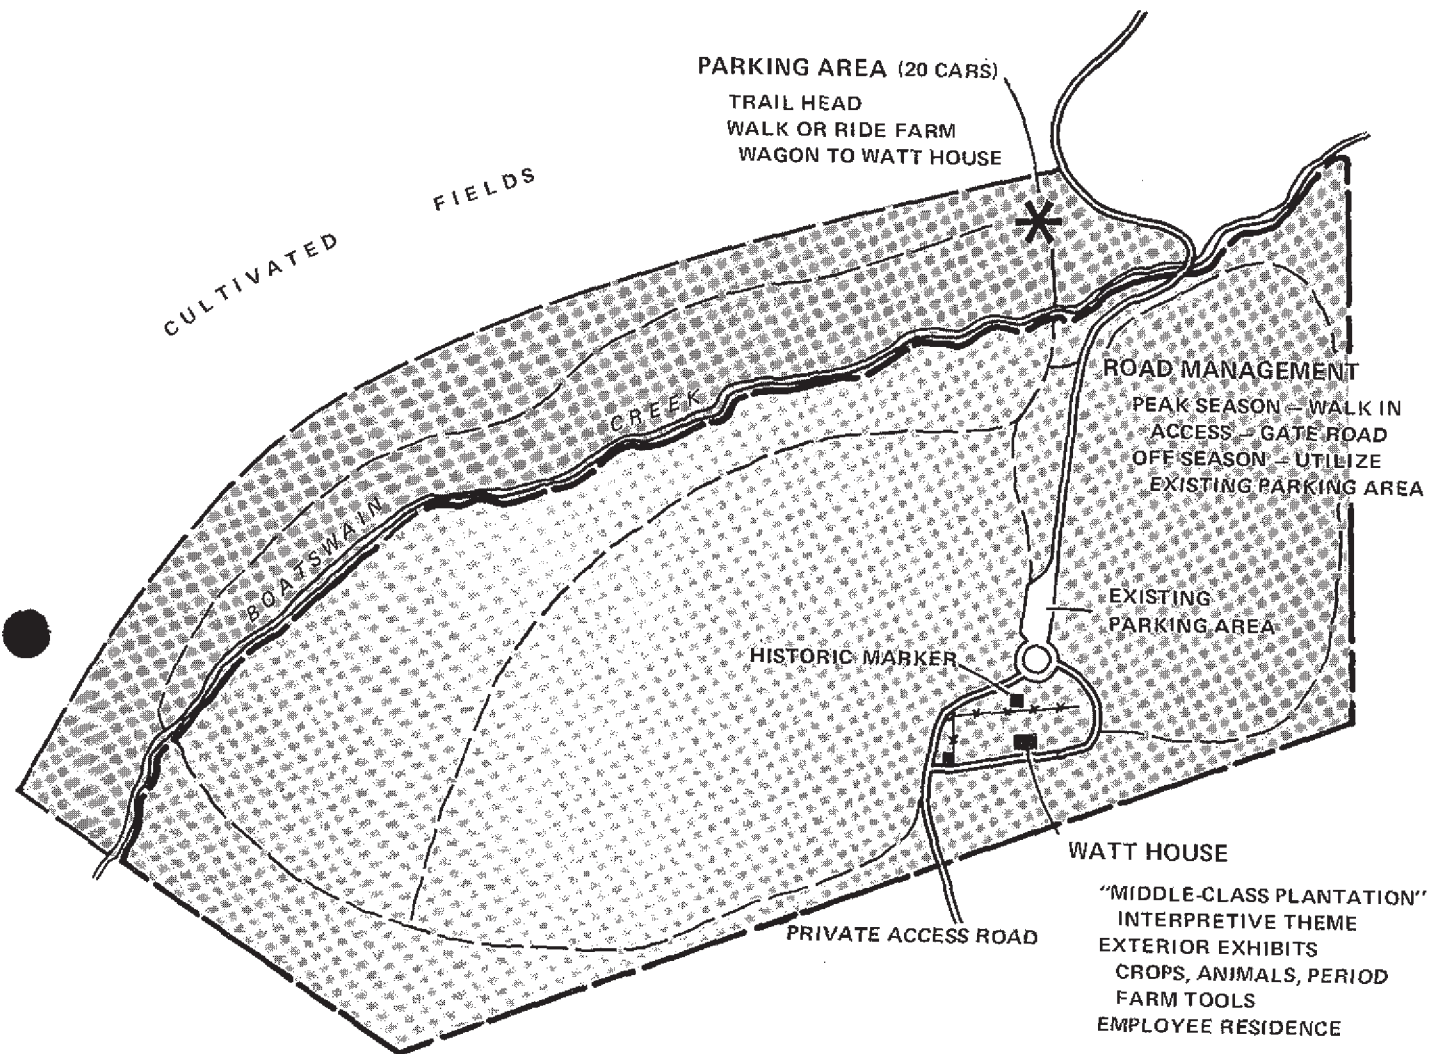 PARKING AREA (20 CARS)
TRAIL HEAD
WALK OR RIDE FARM
WAGON TO WATT HOUSE
CULTIVATED FIELDS
ROAD MANAGEMENT
PEAK SEASON – WALK IN
ACCESS – GATE ROAD
OFF SEASON – UTILIZE
EXISTING PARKING AREA
BOATSWAIN CREEK
EXISTING
PARKING AREA
HISTORIC MARKER
WATT HOUSE
"MIDDLE-CLASS PLANTATION"
INTERPRETIVE THEME
EXTERIOR EXHIBITS
CROPS, ANIMALS, PERIOD
FARM TOOLS
EMPLOYEE RESIDENCE
PRIVATE ACCESS ROAD